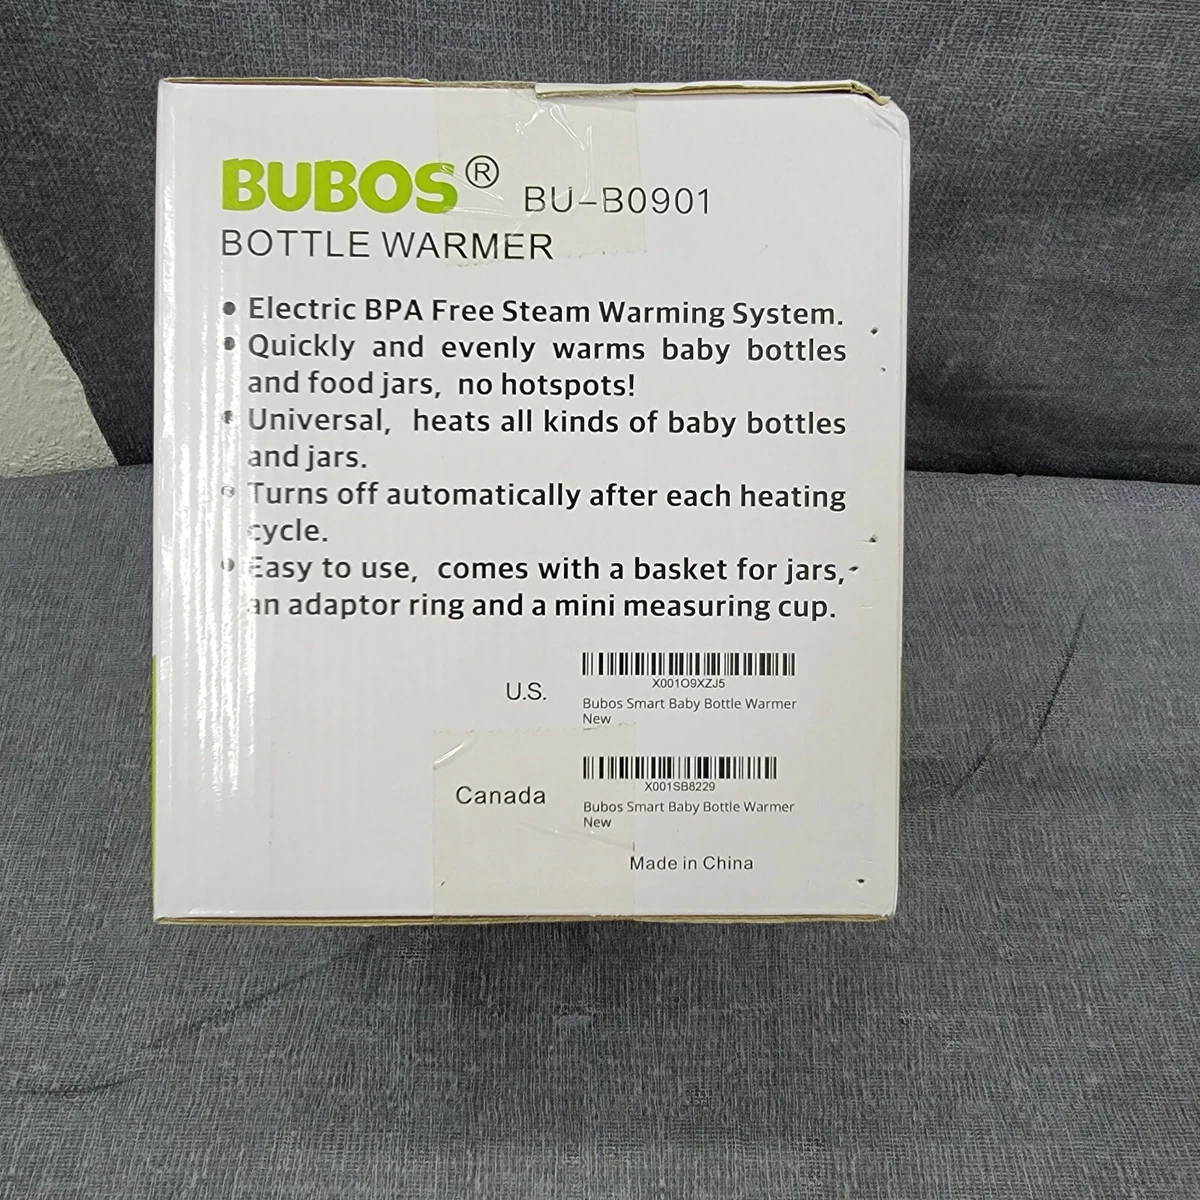 BUBOS® BU-B0901
BOTTLE WARMER
• Electric BPA Free Steam Warming System.
• Quickly and evenly warms baby bottles
and food jars, no hotspots!
• Universal, heats all kinds of baby bottles
and jars.
• Turns off automatically after each heating
cycle.
• Easy to use, comes with a basket for jars,
an adaptor ring and a mini measuring cup.
X001O9XZJ5
U.S.
Bubos Smart Baby Bottle Warmer
New
X001SB8229
Canada
Bubos Smart Baby Bottle Warmer
New
Made in China